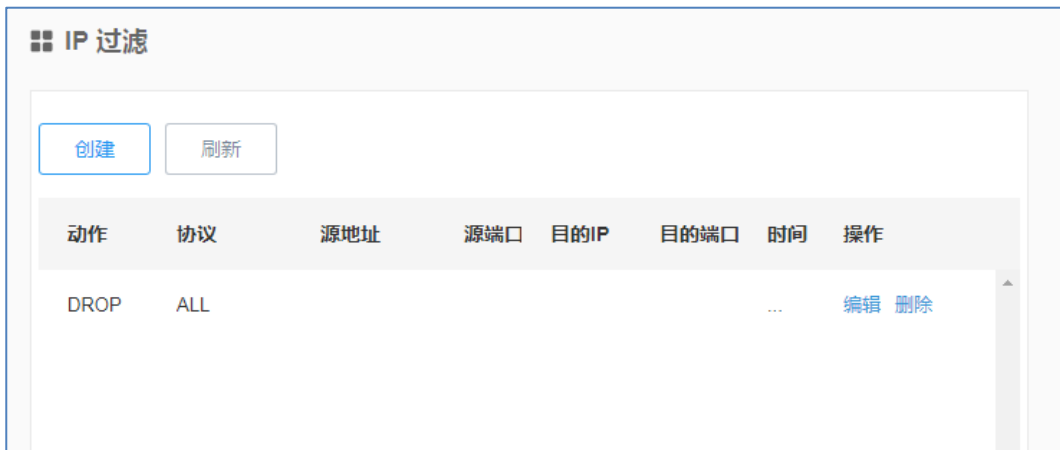 IP 过滤
创建 刷新
动作 协议 源地址 源端口 目的IP 目的端口 时间 操作
DROP ALL ... 编辑 删除